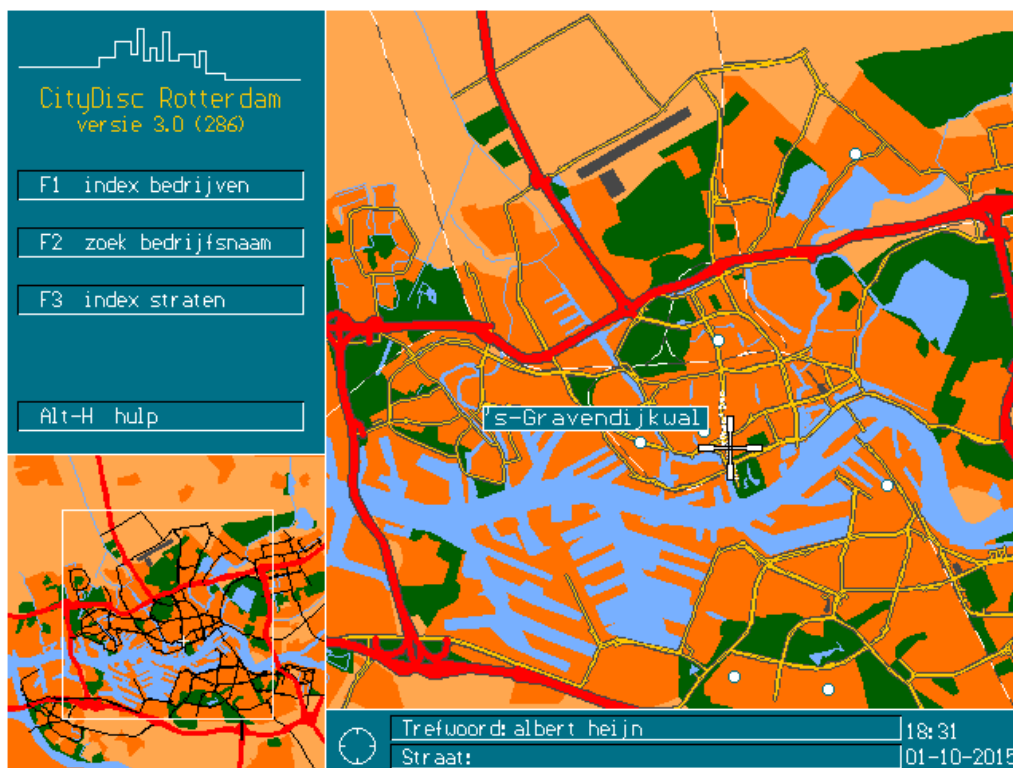 CityDisc Rotterdam
versie 3.0 (286)
F1 index bedrijven
F2 zoek bedrijfsnaam
F3 index straten
Alt-H hulp
's-Gravendijkwal
Trefwoord: albert heijn
18:31
Straat:
01-10-2015